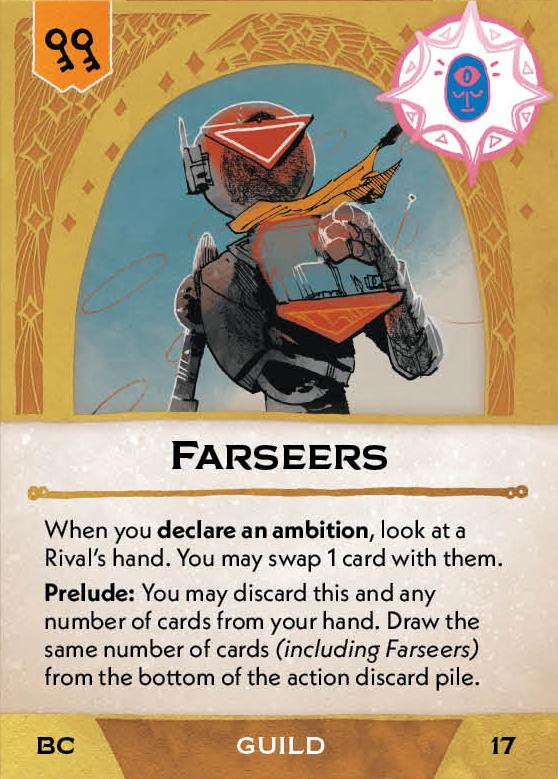 FARSEERS
When you declare an ambition, look at a
Rival's hand. You may swap 1 card with them.
Prelude: You may discard this and any
number of cards from your hand. Draw the
same number of cards (including Farseers)
from the bottom of the action discard pile.
BC GUILD 17